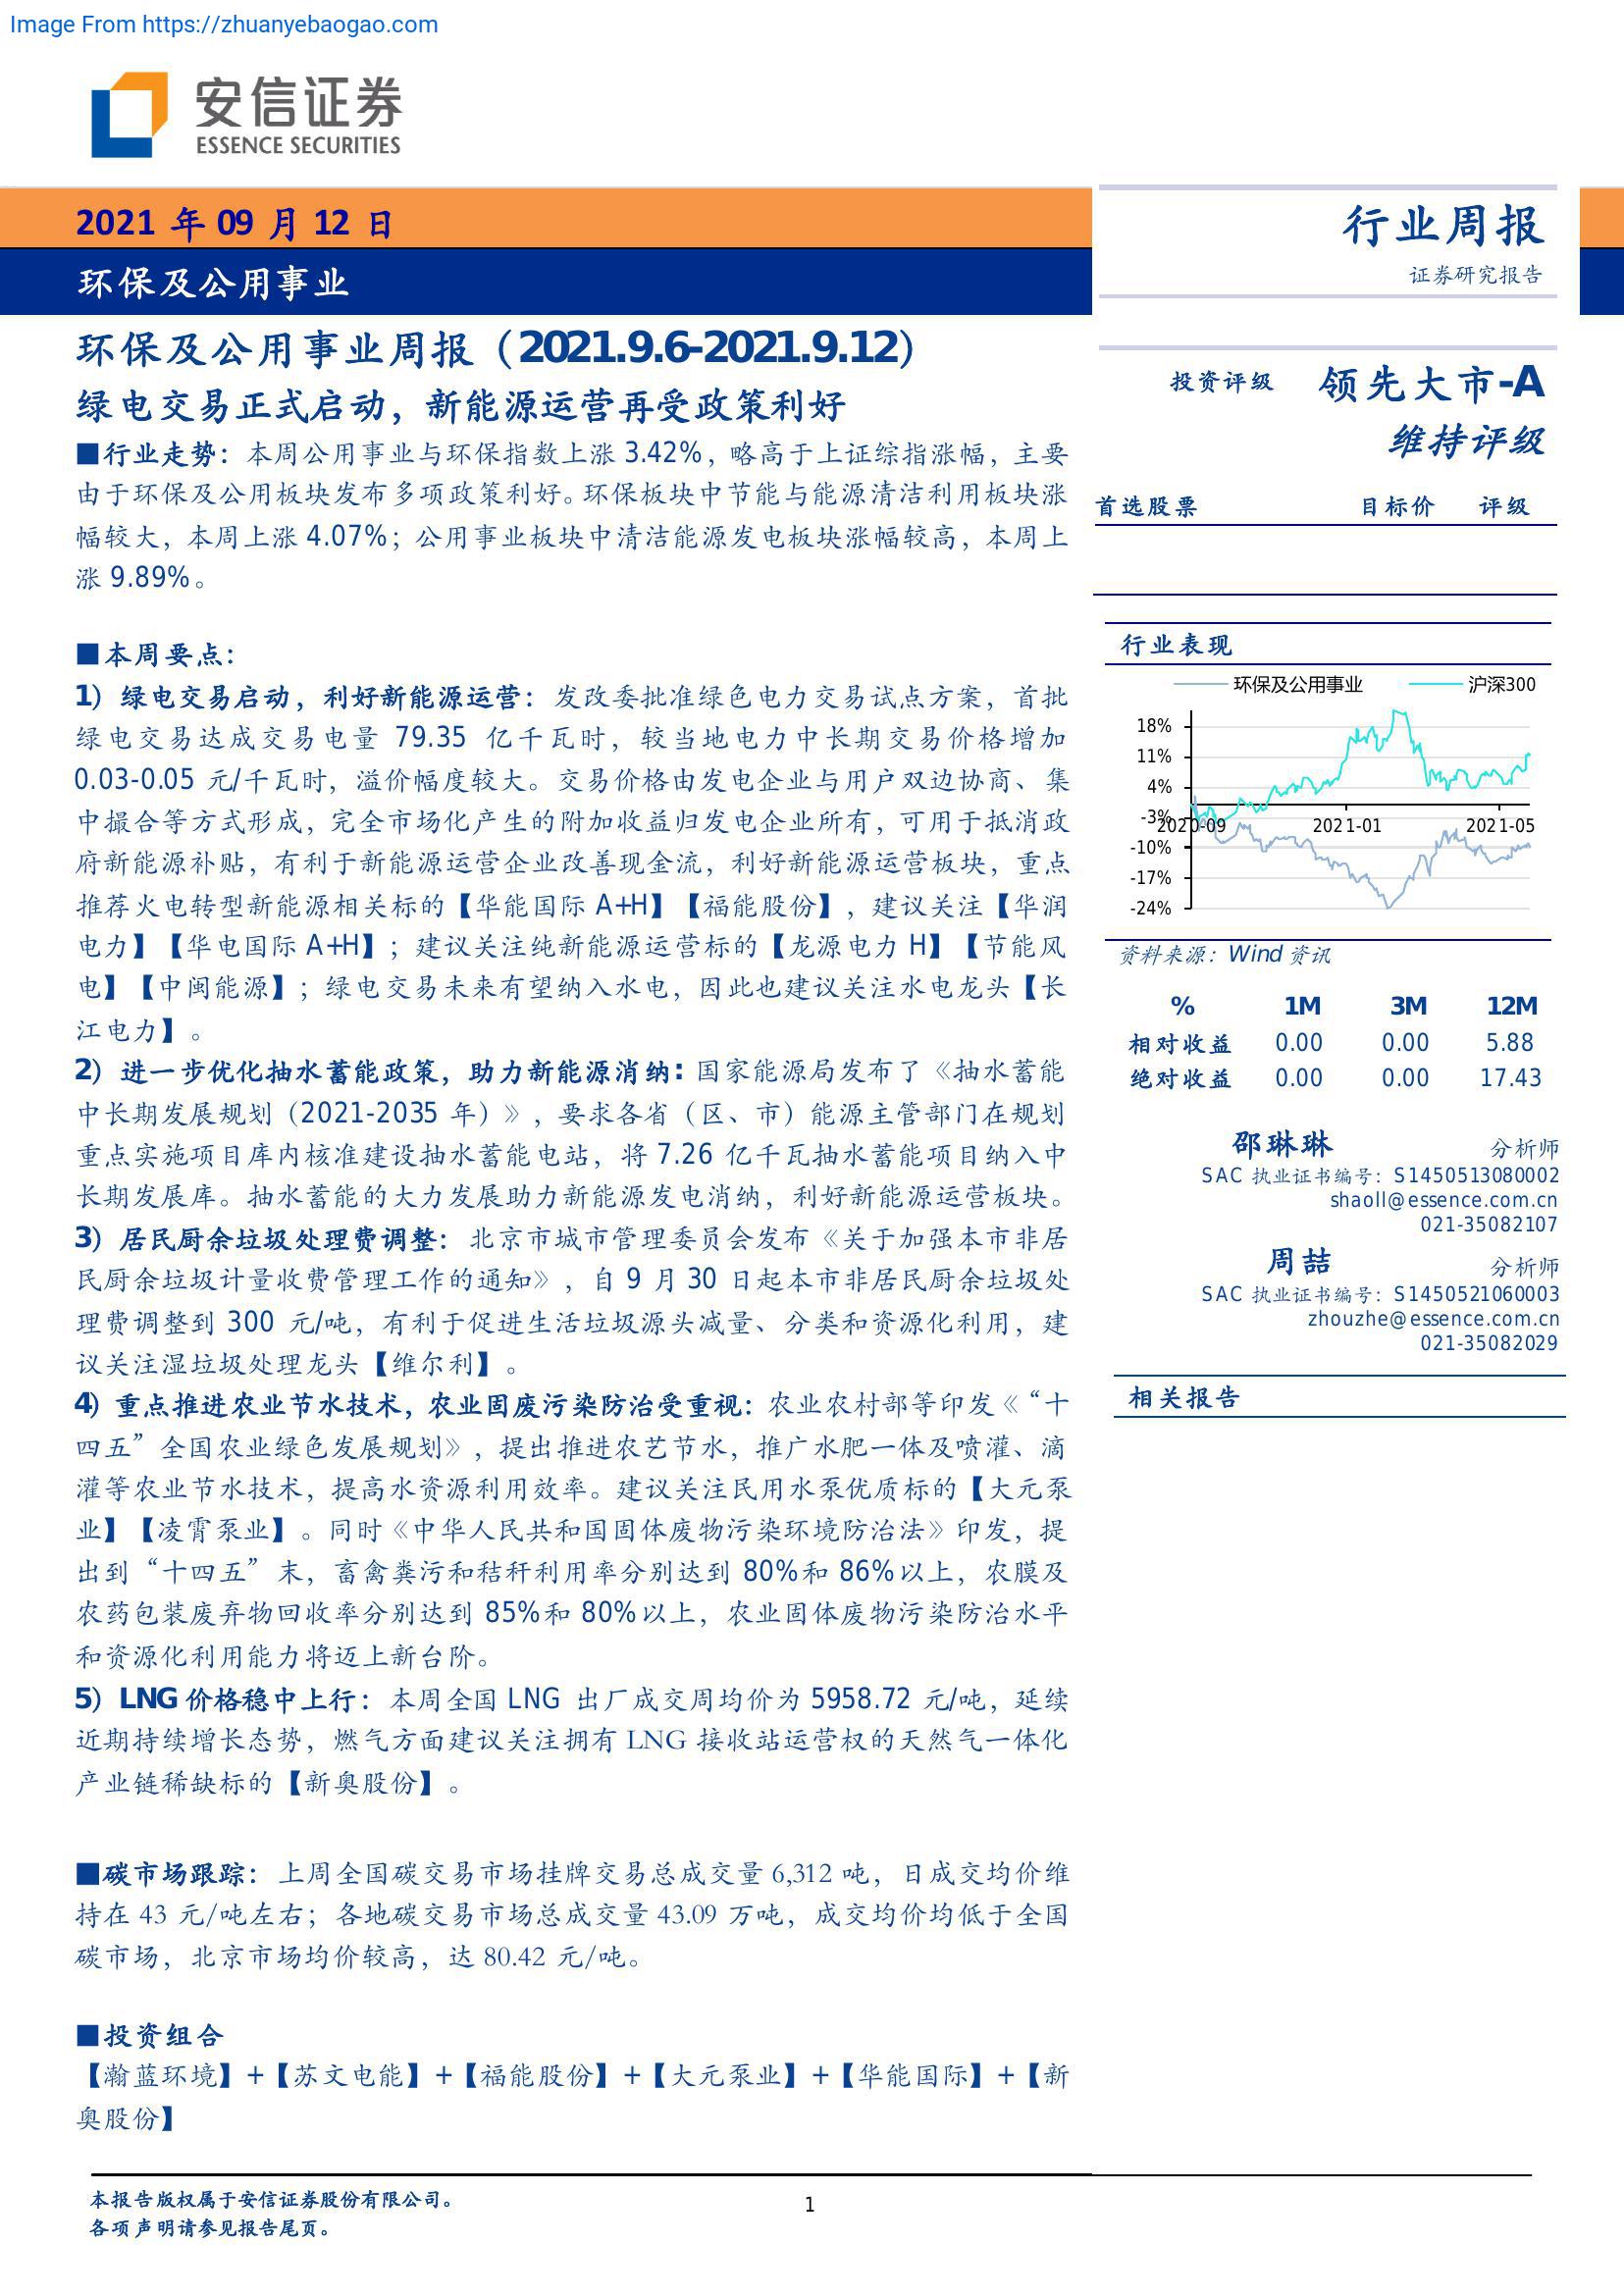 Image From https://zhuanyebaogao.com
安信证券
ESSENCE SECURITIES
2021 年 09 月 12 日
环保及公用事业
行业周报
证券研究报告
环保及公用事业周报（2021.9.6-2021.9.12）
绿电交易正式启动，新能源运营再受政策利好
■行业走势：本周公用事业与环保指数上涨 3.42%，略高于上证综指涨幅，主要
由于环保及公用板块发布多项政策利好。环保板块中节能与能源清洁利用板块涨
幅较大，本周上涨 4.07%；公用事业板块中清洁能源发电板块涨幅较高，本周上
涨 9.89%。
■本周要点：
1）绿电交易启动，利好新能源运营：发改委批准绿色电力交易试点方案，首批
绿电交易达成交易电量 79.35 亿千瓦时，较当地电力中长期交易价格增加
0.03-0.05 元/千瓦时，溢价幅度较大。交易价格由发电企业与用户双边协商、集
中撮合等方式形成，完全市场化产生的附加收益归发电企业所有，可用于抵消政
府新能源补贴，有利于新能源运营企业改善现金流，利好新能源运营板块，重点
推荐火电转型新能源相关标的【华能国际 A+H】【福能股份】，建议关注【华润
电力】【华电国际 A+H】；建议关注纯新能源运营标的【龙源电力 H】【节能风
电】【中闽能源】；绿电交易未来有望纳入水电，因此也建议关注水电龙头【长
江电力】。
2）进一步优化抽水蓄能政策，助力新能源消纳：国家能源局发布了《抽水蓄能
中长期发展规划（2021-2035 年）》，要求各省（区、市）能源主管部门在规划
重点实施项目库内核准建设抽水蓄能电站，将 7.26 亿千瓦抽水蓄能项目纳入中
长期发展库。抽水蓄能的大力发展助力新能源发电消纳，利好新能源运营板块。
3）居民厨余垃圾处理费调整：北京市城市管理委员会发布《关于加强本市非居
民厨余垃圾计量收费管理工作的通知》，自 9 月 30 日起本市非居民厨余垃圾处
理费调整到 300 元/吨，有利于促进生活垃圾源头减量、分类和资源化利用，建
议关注湿垃圾处理龙头【维尔利】。
4）重点推进农业节水技术，农业固废污染防治受重视：农业农村部等印发《“十
四五”全国农业绿色发展规划》，提出推进农艺节水，推广水肥一体及喷灌、滴
灌等农业节水技术，提高水资源利用效率。建议关注民用水泵优质标的【大元泵
业】【凌霄泵业】。同时《中华人民共和国固体废物污染环境防治法》印发，提
出到“十四五”末，畜禽粪污和秸秆利用率分别达到 80%和 86%以上，农膜及
农药包装废弃物回收率分别达到 85%和 80%以上，农业固体废物污染防治水平
和资源化利用能力将迈上新台阶。
5）LNG 价格稳中上行：本周全国 LNG 出厂成交周均价为 5958.72 元/吨，延续
近期持续增长态势，燃气方面建议关注拥有 LNG 接收站运营权的天然气一体化
产业链稀缺标的【新奥股份】。
■碳市场跟踪：上周全国碳交易市场挂牌交易总成交量 6,312 吨，日成交均价维
持在 43 元/吨左右；各地碳交易市场总成交量 43.09 万吨，成交均价均低于全国
碳市场，北京市场均价较高，达 80.42 元/吨。
■投资组合
【瀚蓝环境】+【苏文电能】+【福能股份】+【大元泵业】+【华能国际】+【新
奥股份】
投资评级 领先大市-A
维持评级
首选股票 目标价 评级
行业表现
环保及公用事业 沪深300
18%
11%
4%
-3%
2020-09 2021-01 2021-05
-10%
-17%
-24%
资料来源：Wind 资讯
% 1M 3M 12M
相对收益 0.00 0.00 5.88
绝对收益 0.00 0.00 17.43
邵琳琳 分析师
SAC 执业证书编号：S1450513080002
shaoll@essence.com.cn
021-35082107
周喆 分析师
SAC 执业证书编号：S1450521060003
zhouzhe@essence.com.cn
021-35082029
相关报告
本报告版权属于安信证券股份有限公司。
各项声明请参见报告尾页。
1